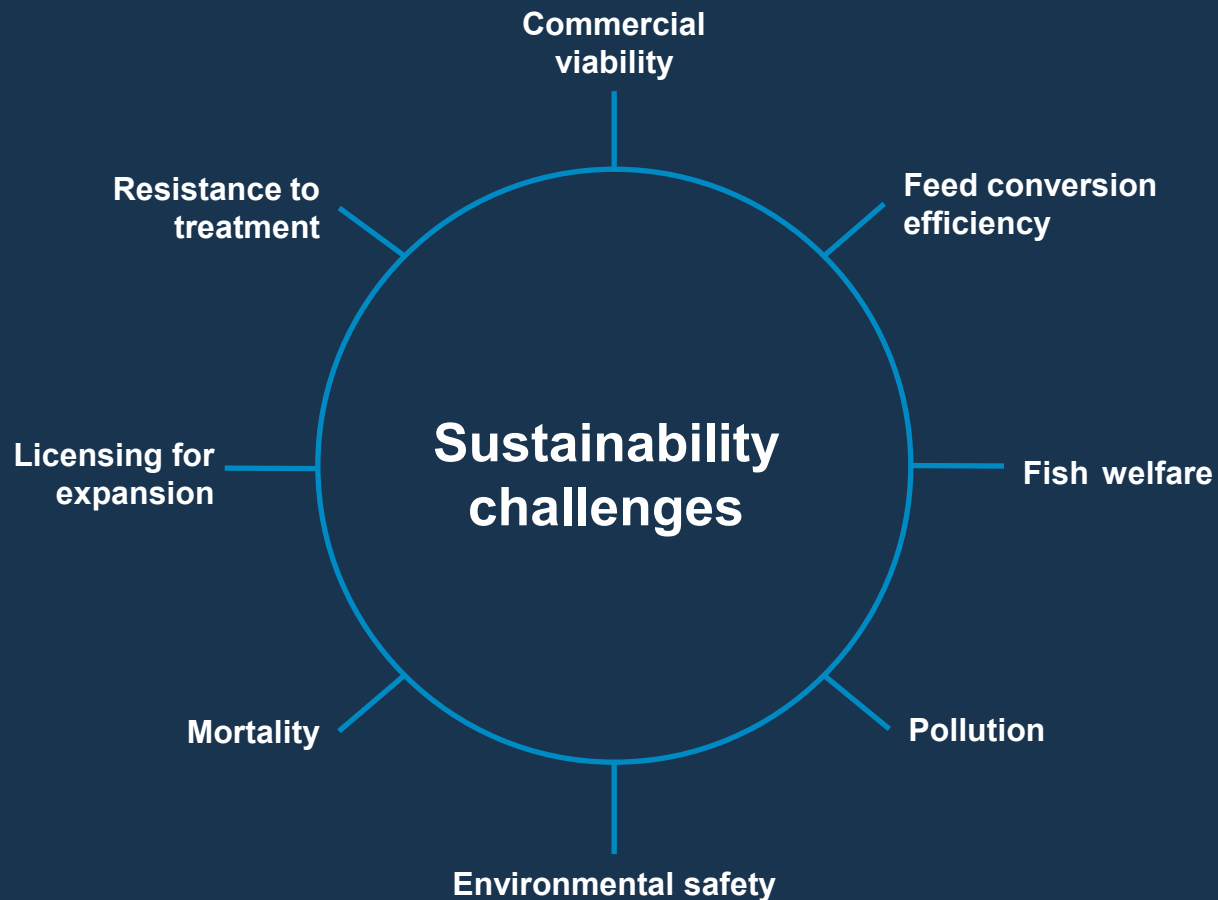 Commercial
viability
Resistance to
treatment
Feed conversion
efficiency
Licensing for
expansion
Sustainability
challenges
Fish welfare
Mortality
Pollution
Environmental safety